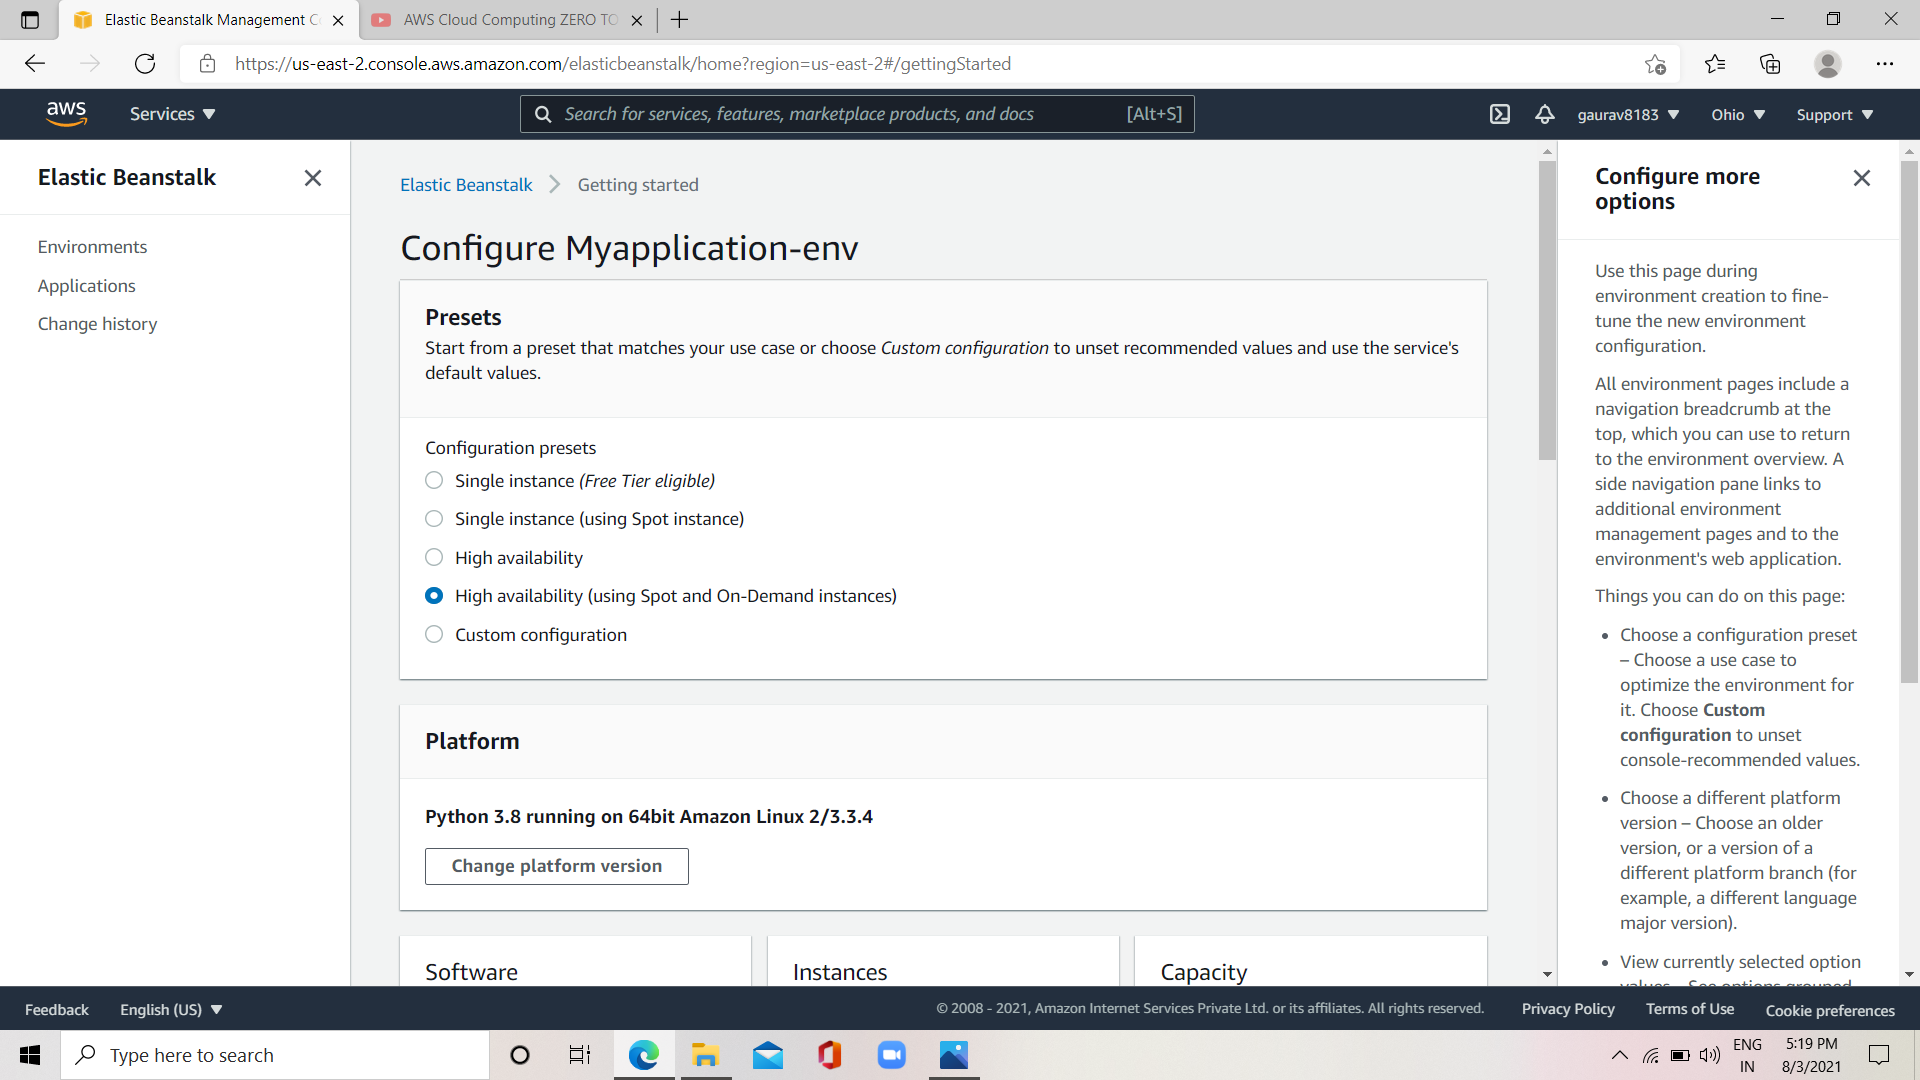 Elastic Beanstalk Management C
AWS Cloud Computing ZERO TO
https://us-east-2.console.aws.amazon.com/elasticbeanstalk/home?region=us-east-2#/gettingStarted
aws
Services
Search for services, features, marketplace products, and docs
[Alt+S]
gaurav8183
Ohio
Support
Elastic Beanstalk
Environments
Applications
Change history
Elastic Beanstalk
Getting started
Configure Myapplication-env
Presets
Start from a preset that matches your use case or choose Custom configuration to unset recommended values and use the service's
default values.
Configuration presets
Single instance (Free Tier eligible)
Single instance (using Spot instance)
High availability
High availability (using Spot and On-Demand instances)
Custom configuration
Platform
Python 3.8 running on 64bit Amazon Linux 2/3.3.4
Change platform version
Software
Instances
Capacity
Configure more
options
Use this page during
environment creation to fine-
tune the new environment
configuration.
All environment pages include a
navigation breadcrumb at the
top, which you can use to return
to the environment overview. A
side navigation pane links to
additional environment
management pages and to the
environment's web application.
Things you can do on this page:
• Choose a configuration preset
– Choose a use case to
optimize the environment for
it. Choose Custom
configuration to unset
console-recommended values.
• Choose a different platform
version – Choose an older
version, or a version of a
different platform branch (for
example, a different language
major version).
• View currently selected option
values – See options grouped
Feedback
English (US)
© 2008 - 2021, Amazon Internet Services Private Ltd. or its affiliates. All rights reserved.
Privacy Policy
Terms of Use
Cookie preferences
Type here to search
ENG
IN
5:19 PM
8/3/2021